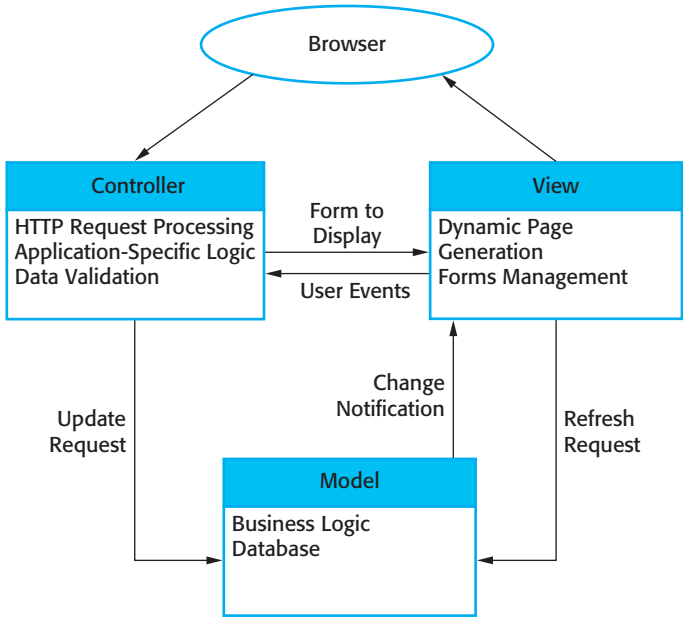 Browser
Controller
HTTP Request Processing
Application-Specific Logic
Data Validation
Form to
Display
User Events
View
Dynamic Page
Generation
Forms Management
Update
Request
Change
Notification
Refresh
Request
Model
Business Logic
Database